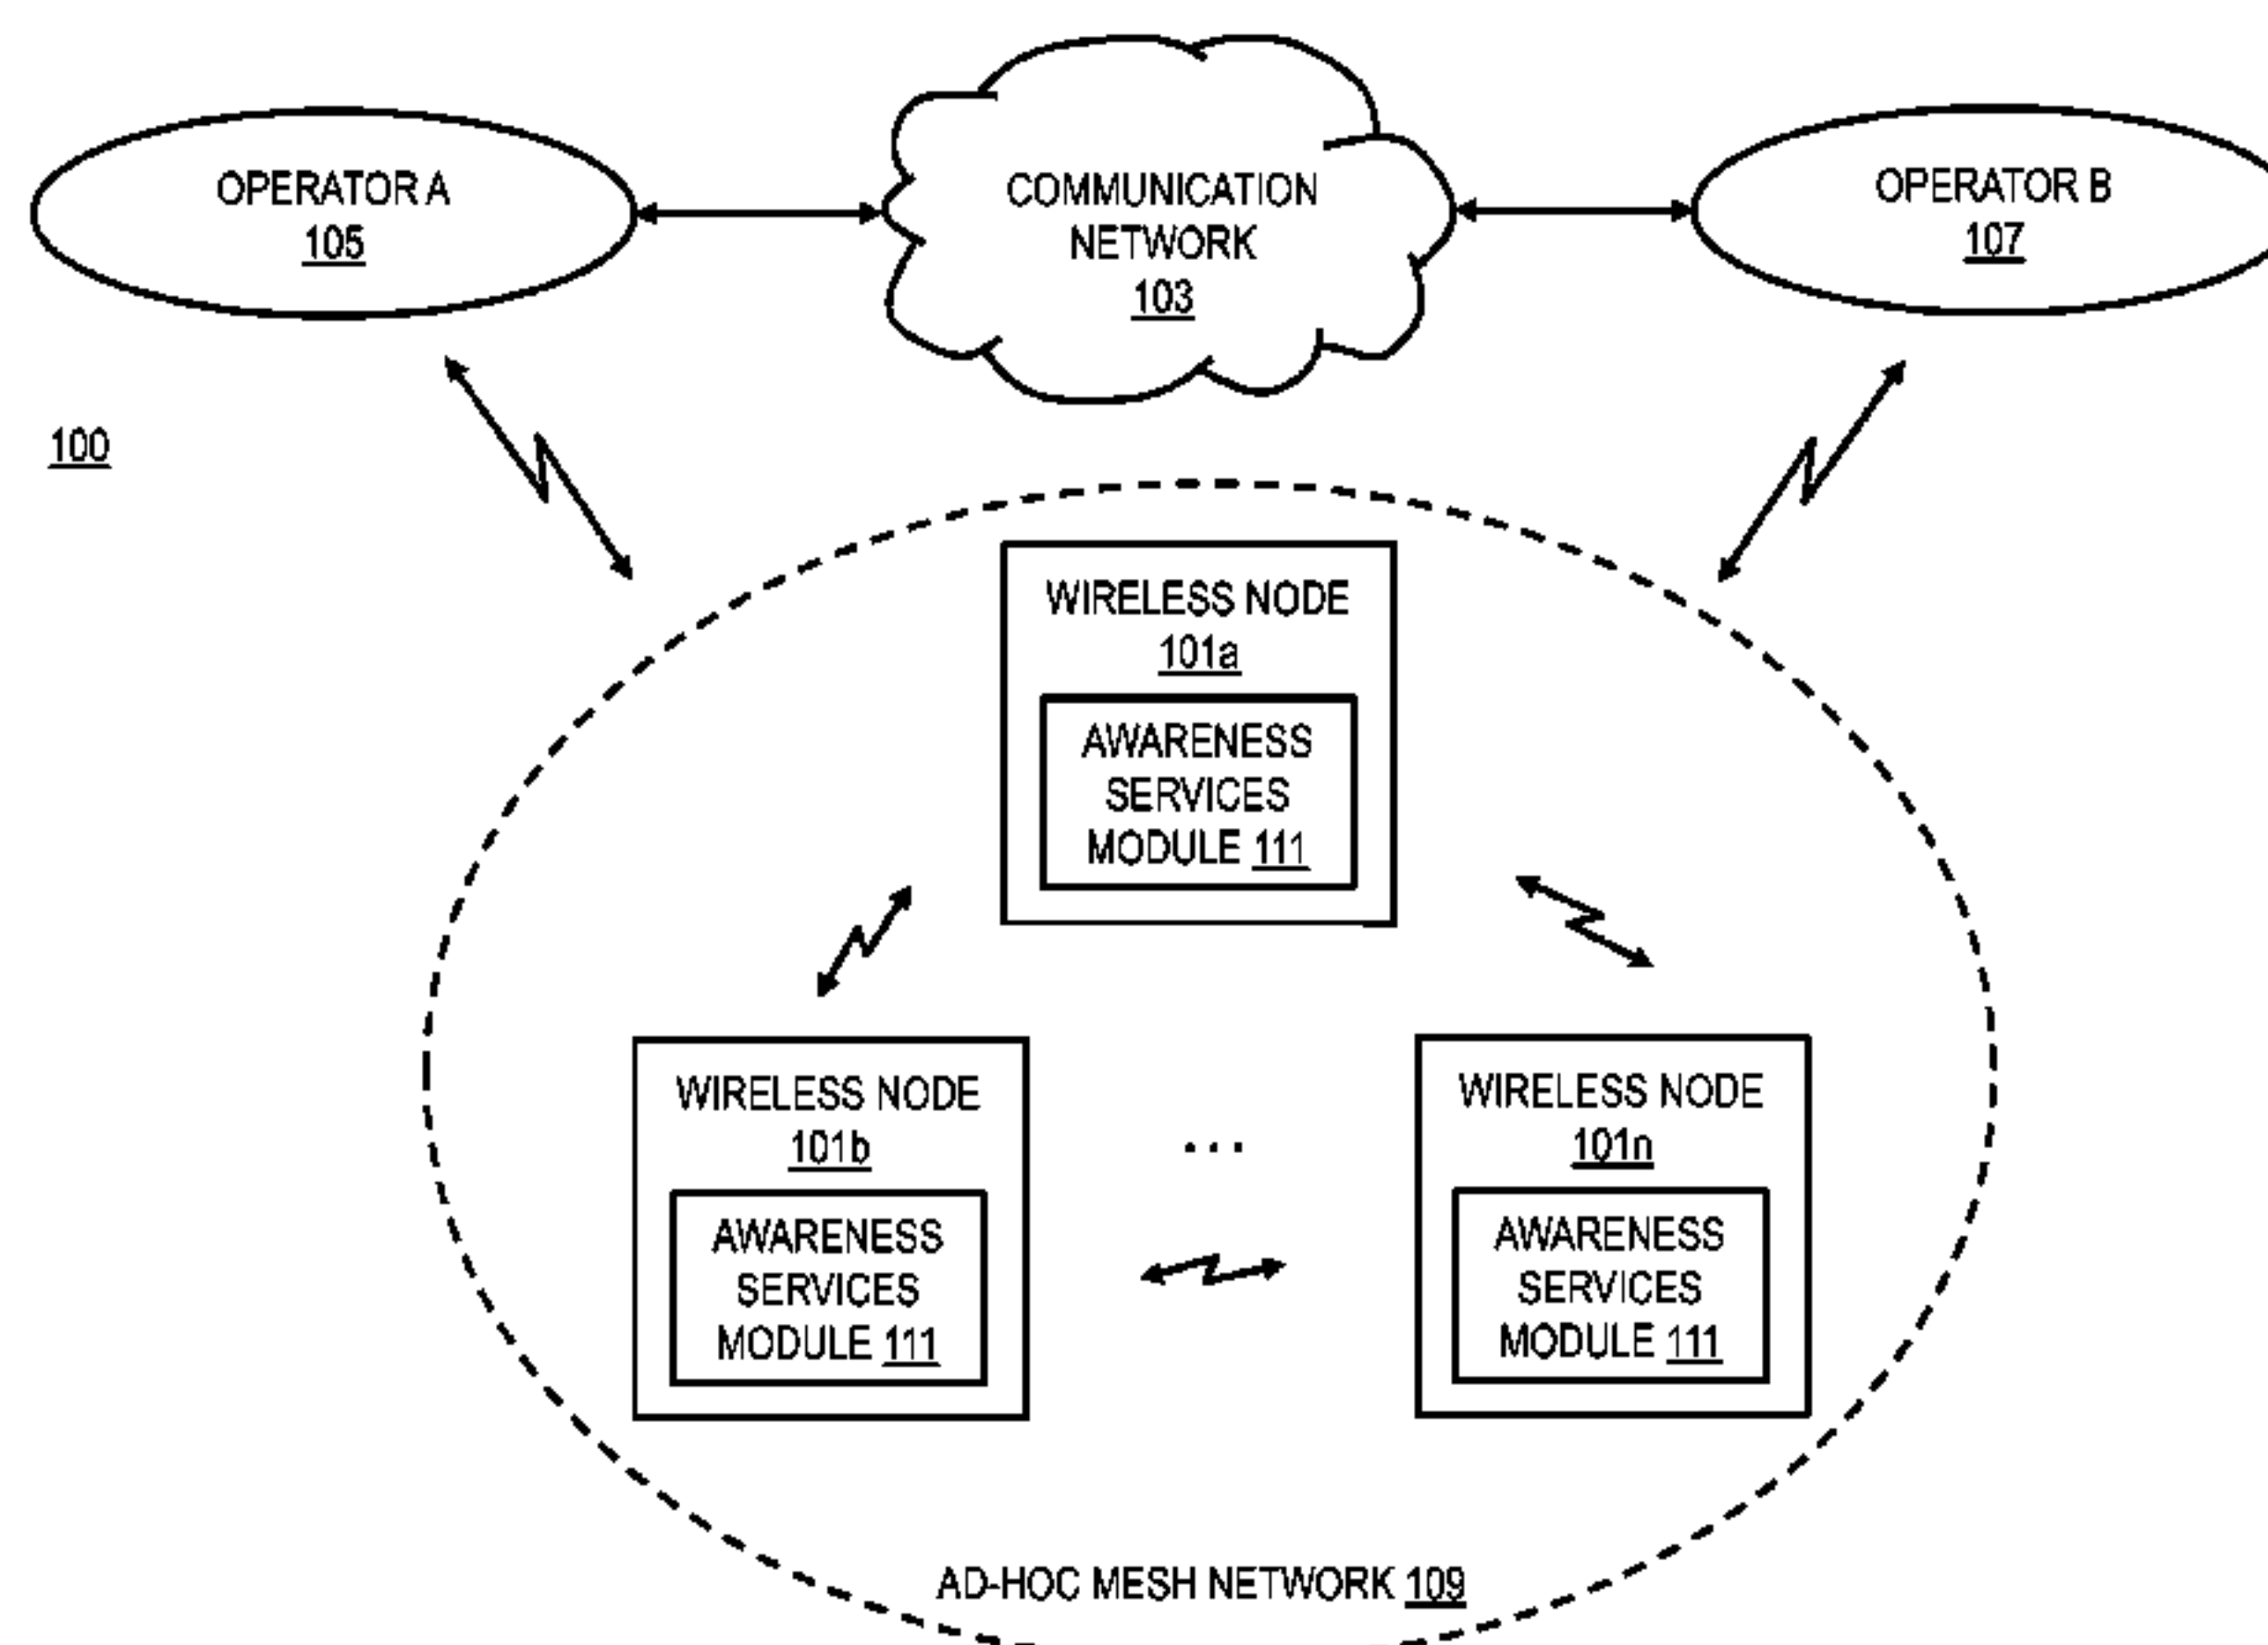 OPERATOR A
105
COMMUNICATION
NETWORK
103
OPERATOR B
107
100
WIRELESS NODE
101a
AWARENESS
SERVICES
MODULE 111
WIRELESS NODE
101b
AWARENESS
SERVICES
MODULE 111
...
WIRELESS NODE
101n
AWARENESS
SERVICES
MODULE 111
AD-HOC MESH NETWORK 109